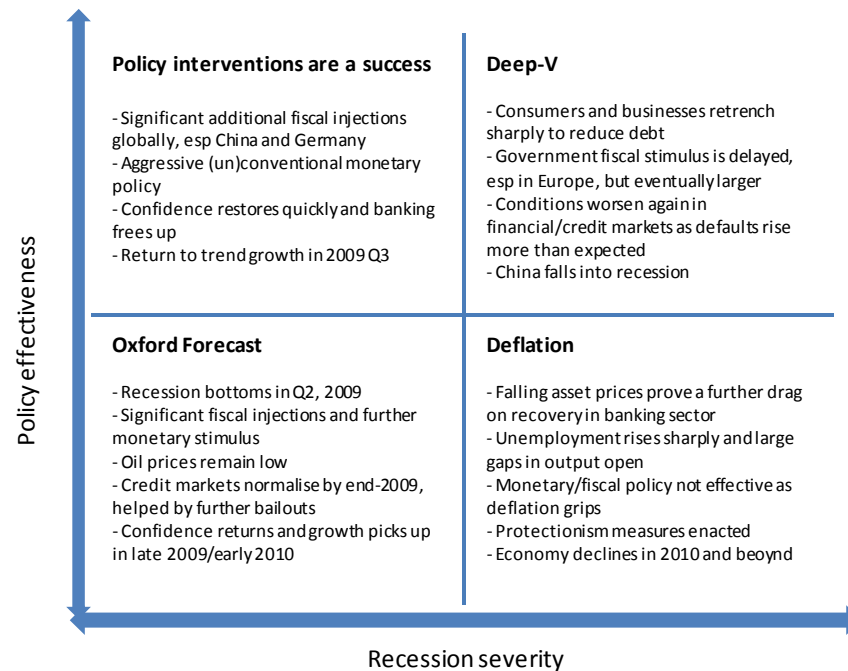 Policy effectiveness
Policy interventions are a success
- Significant additional fiscal injections
globally, esp China and Germany
- Aggressive (un)conventional monetary
policy
- Confidence restores quickly and banking
frees up
- Return to trend growth in 2009 Q3
Deep-V
- Consumers and businesses retrench
sharply to reduce debt
- Government fiscal stimulus is delayed,
esp in Europe, but eventually larger
- Conditions worsen again in
financial/credit markets as defaults rise
more than expected
- China falls into recession
Oxford Forecast
- Recession bottoms in Q2, 2009
- Significant fiscal injections and further
monetary stimulus
- Oil prices remain low
- Credit markets normalise by end-2009,
helped by further bailouts
- Confidence returns and growth picks up
in late 2009/early 2010
Deflation
- Falling asset prices prove a further drag
on recovery in banking sector
- Unemployment rises sharply and large
gaps in output open
- Monetary/fiscal policy not effective as
deflation grips
- Protectionism measures enacted
- Economy declines in 2010 and beoynd
Recession severity